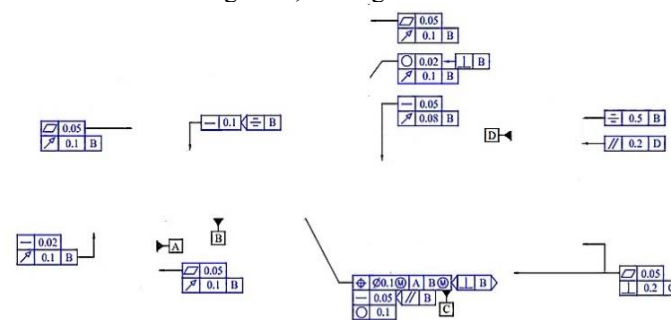 ⏥ 0.05
↗ 0.1 B
○ 0.02 ⊥ B
↗ 0.1 B
⏤ 0.05
↗ 0.08 B
⏥ 0.05
↗ 0.1 B
⏤ 0.1 ⌯ B
D
⌯ 0.5 B
// 0.2 D
⏤ 0.02
↗ 0.1 B
A
B
⏥ 0.05
↗ 0.1 B
⌖ Ø0.1Ⓜ A BⓂ ⊥ B
⏤ 0.05 // B
○ 0.1
C
⏥ 0.05
⊥ 0.2